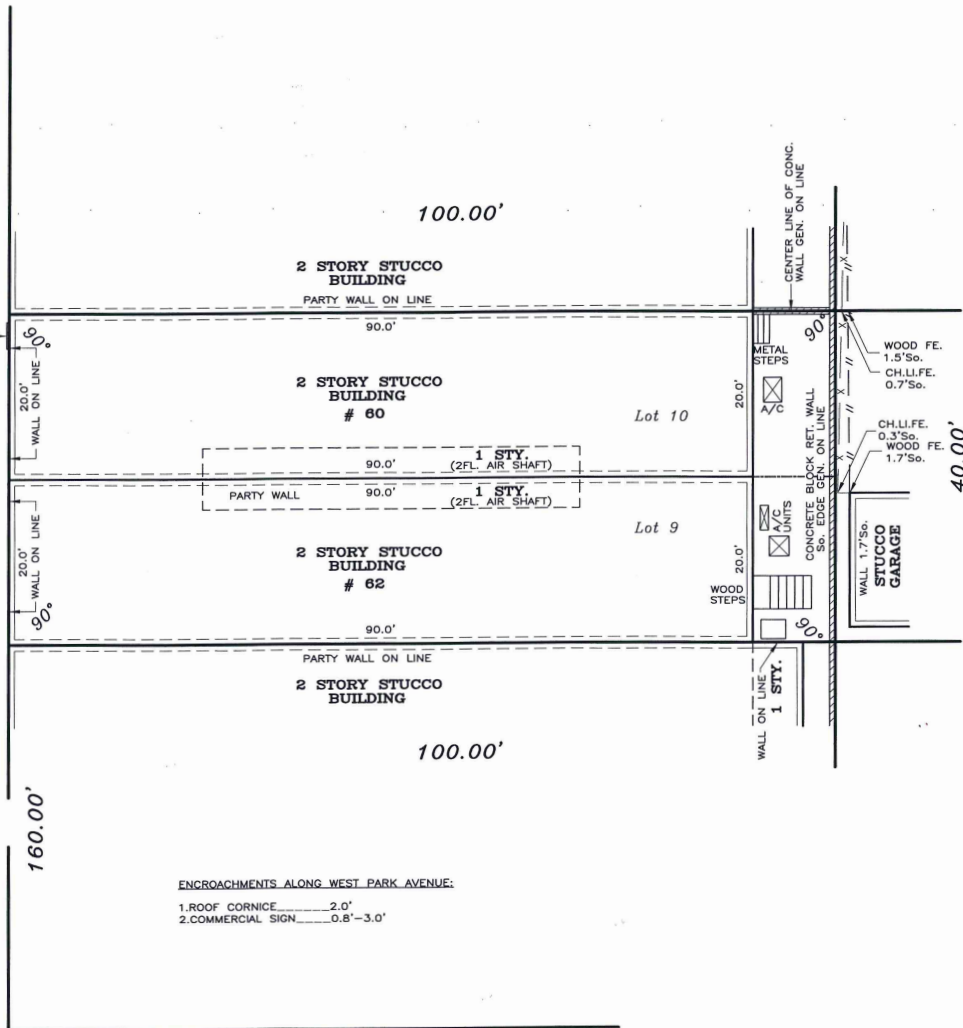 100.00'
CENTER LINE OF CONC.
WALL GEN. ON LINE
2 STORY STUCCO
BUILDING
PARTY WALL ON LINE
90.0'
90°
90°
METAL
STEPS
WOOD FE.
1.5'So.
CH.LI.FE.
0.7'So.
20.0'
WALL ON LINE
2 STORY STUCCO
BUILDING
# 60
Lot 10
20.0'
A/C
CONCRETE BLOCK RET. WALL
So. EDGE GEN. ON LINE
CH.LI.FE.
0.3'So.
WOOD FE.
1.7'So.
40.00'
1 STY.
(2FL. AIR SHAFT)
90.0'
PARTY WALL
90.0'
1 STY.
(2FL. AIR SHAFT)
Lot 9
A/C
UNITS
20.0'
WALL ON LINE
90°
2 STORY STUCCO
BUILDING
# 62
20.0'
WOOD
STEPS
WALL 1.7'So.
STUCCO
GARAGE
90.0'
90°
PARTY WALL ON LINE
2 STORY STUCCO
BUILDING
WALL ON LINE
1 STY.
100.00'
160.00'
ENCROACHMENTS ALONG WEST PARK AVENUE:
1.ROOF CORNICE______2.0'
2.COMMERCIAL SIGN____0.8'-3.0'